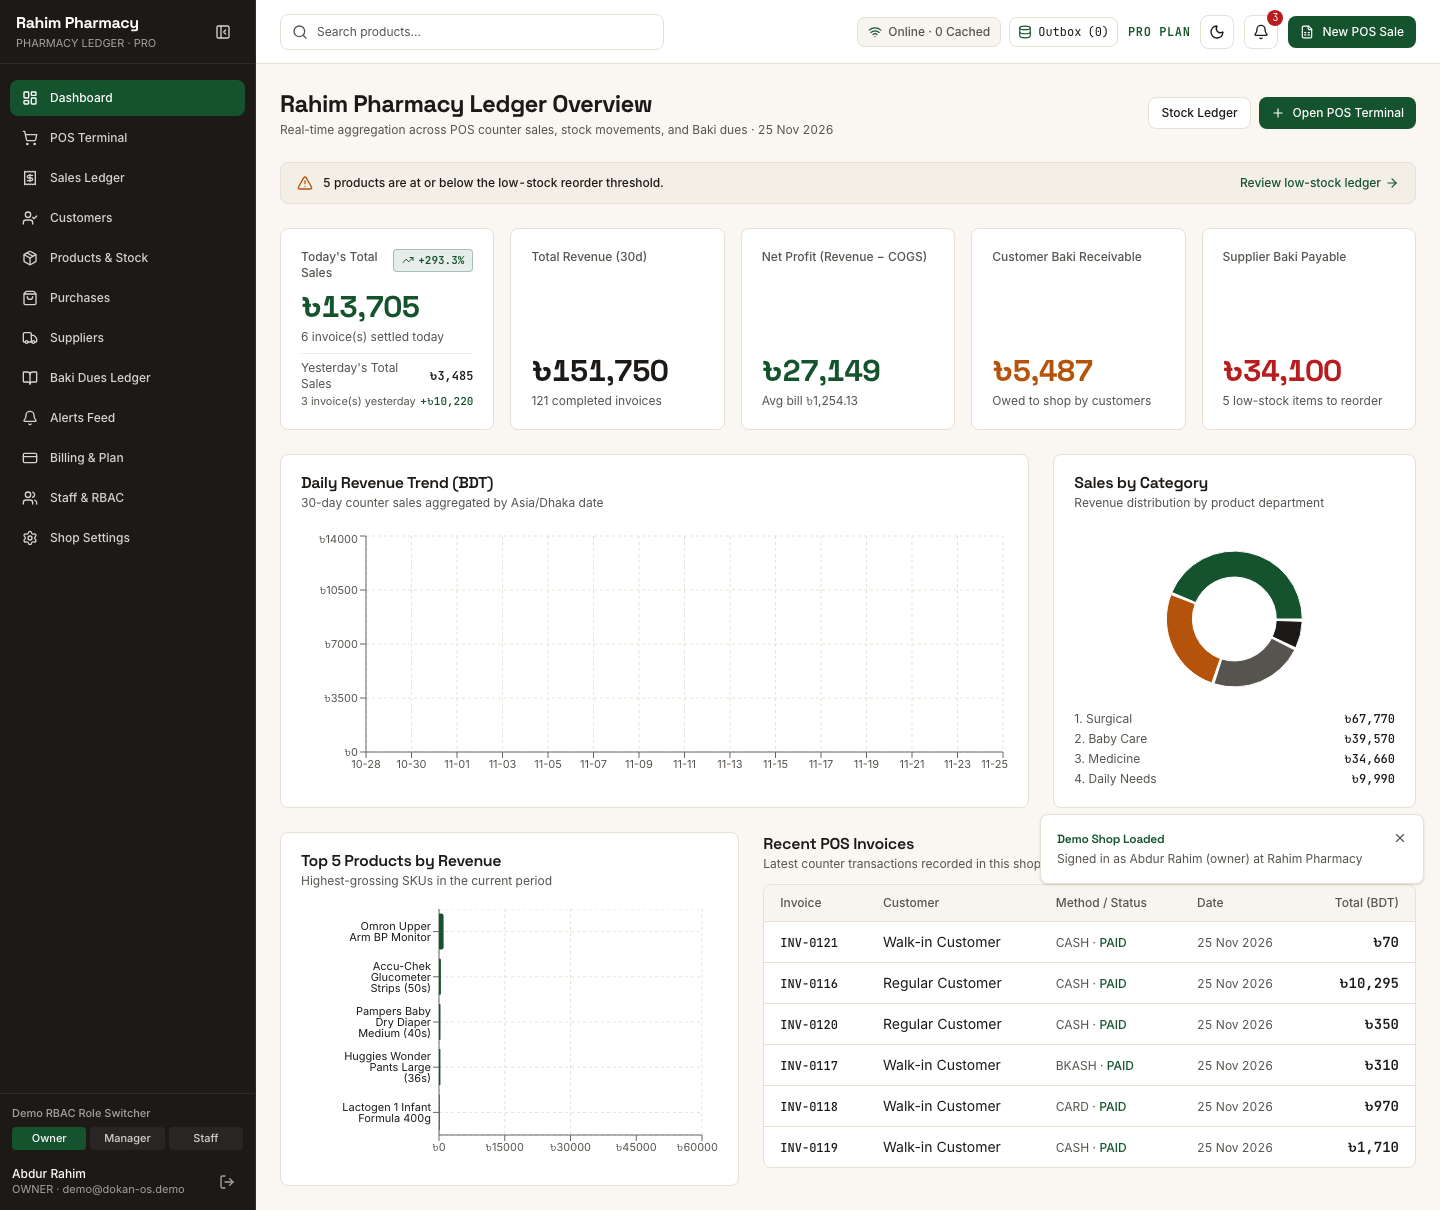 Rahim Pharmacy
PHARMACY LEDGER · PRO
Dashboard
POS Terminal
Sales Ledger
Customers
Products & Stock
Purchases
Suppliers
Baki Dues Ledger
Alerts Feed
Billing & Plan
Staff & RBAC
Shop Settings
Demo RBAC Role Switcher
Owner Manager Staff
Abdur Rahim
OWNER · demo@dokan-os.demo
Search products...
Online · 0 Cached
Outbox (0)
PRO PLAN
3
New POS Sale
Rahim Pharmacy Ledger Overview
Real-time aggregation across POS counter sales, stock movements, and Baki dues · 25 Nov 2026
Stock Ledger
Open POS Terminal
5 products are at or below the low-stock reorder threshold.
Review low-stock ledger
Today's Total
Sales
+293.3%
৳13,705
6 invoice(s) settled today
Yesterday's Total
Sales
৳3,485
3 invoice(s) yesterday +৳10,220
Total Revenue (30d)
৳151,750
121 completed invoices
Net Profit (Revenue − COGS)
৳27,149
Avg bill ৳1,254.13
Customer Baki Receivable
৳5,487
Owed to shop by customers
Supplier Baki Payable
৳34,100
5 low-stock items to reorder
Daily Revenue Trend (BDT)
30-day counter sales aggregated by Asia/Dhaka date
৳14000
৳10500
৳7000
৳3500
৳0
10-28 10-30 11-01 11-03 11-05 11-07 11-09 11-11 11-13 11-15 11-17 11-19 11-21 11-23 11-25
Sales by Category
Revenue distribution by product department
1. Surgical ৳67,770
2. Baby Care ৳39,570
3. Medicine ৳34,660
4. Daily Needs ৳9,990
Top 5 Products by Revenue
Highest-grossing SKUs in the current period
Omron Upper
Arm BP Monitor
Accu-Chek
Glucometer
Strips (50s)
Pampers Baby
Dry Diaper
Medium (40s)
Huggies Wonder
Pants Large
(36s)
Lactogen 1 Infant
Formula 400g
৳0 ৳15000 ৳30000 ৳45000 ৳60000
Recent POS Invoices
Latest counter transactions recorded in this shop
Demo Shop Loaded
Signed in as Abdur Rahim (owner) at Rahim Pharmacy
Invoice Customer Method / Status Date Total (BDT)
INV-0121 Walk-in Customer CASH · PAID 25 Nov 2026 ৳70
INV-0116 Regular Customer CASH · PAID 25 Nov 2026 ৳10,295
INV-0120 Regular Customer CASH · PAID 25 Nov 2026 ৳350
INV-0117 Walk-in Customer BKASH · PAID 25 Nov 2026 ৳310
INV-0118 Walk-in Customer CARD · PAID 25 Nov 2026 ৳970
INV-0119 Walk-in Customer CASH · PAID 25 Nov 2026 ৳1,710